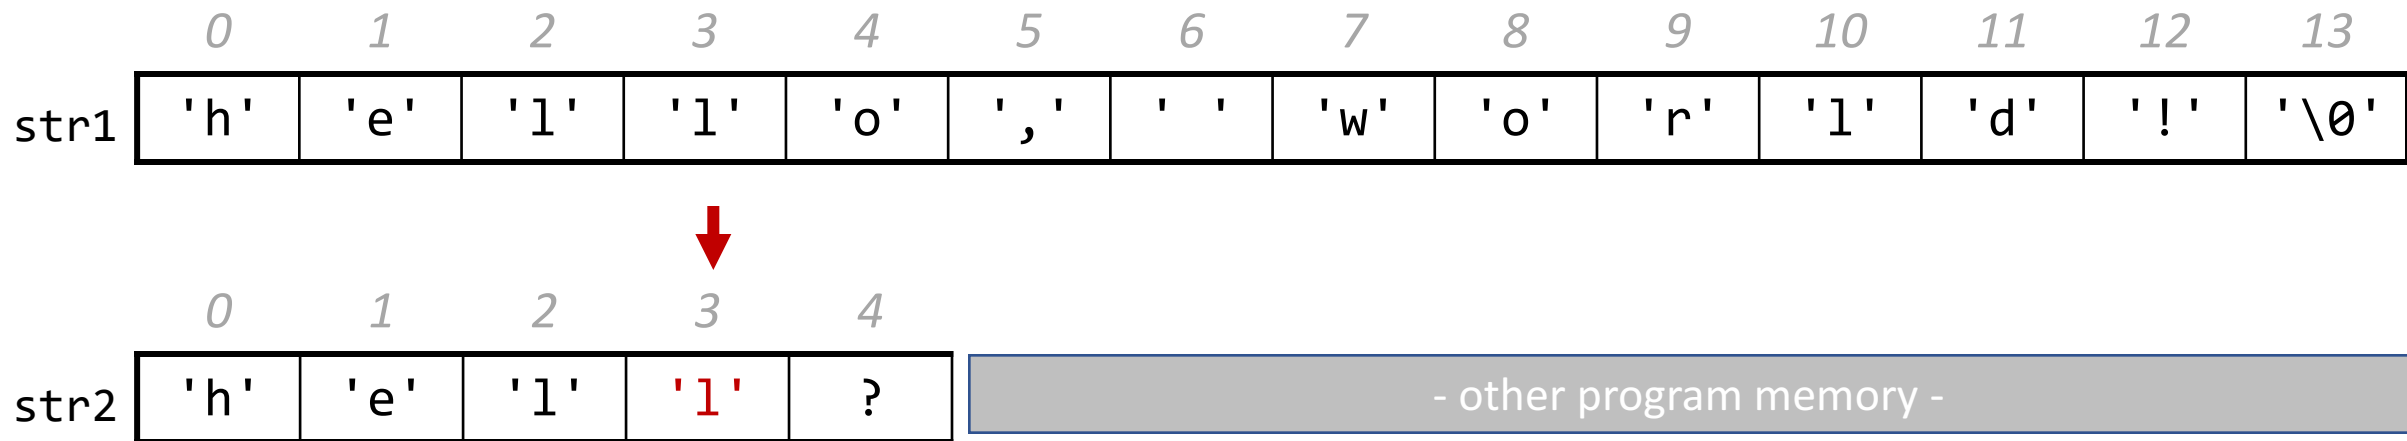 0 1 2 3 4 5 6 7 8 9 10 11 12 13
str1 'h' 'e' 'l' 'l' 'o' ',' ' ' 'w' 'o' 'r' 'l' 'd' '!' '\0'
0 1 2 3 4
str2 'h' 'e' 'l' 'l' ? - other program memory -